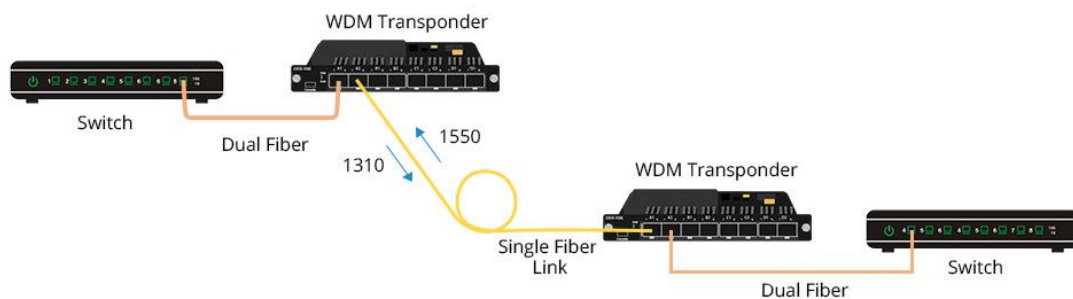 WDM Transponder
Switch
Dual Fiber
1550
1310
WDM Transponder
Single Fiber
Link
Switch
Dual Fiber